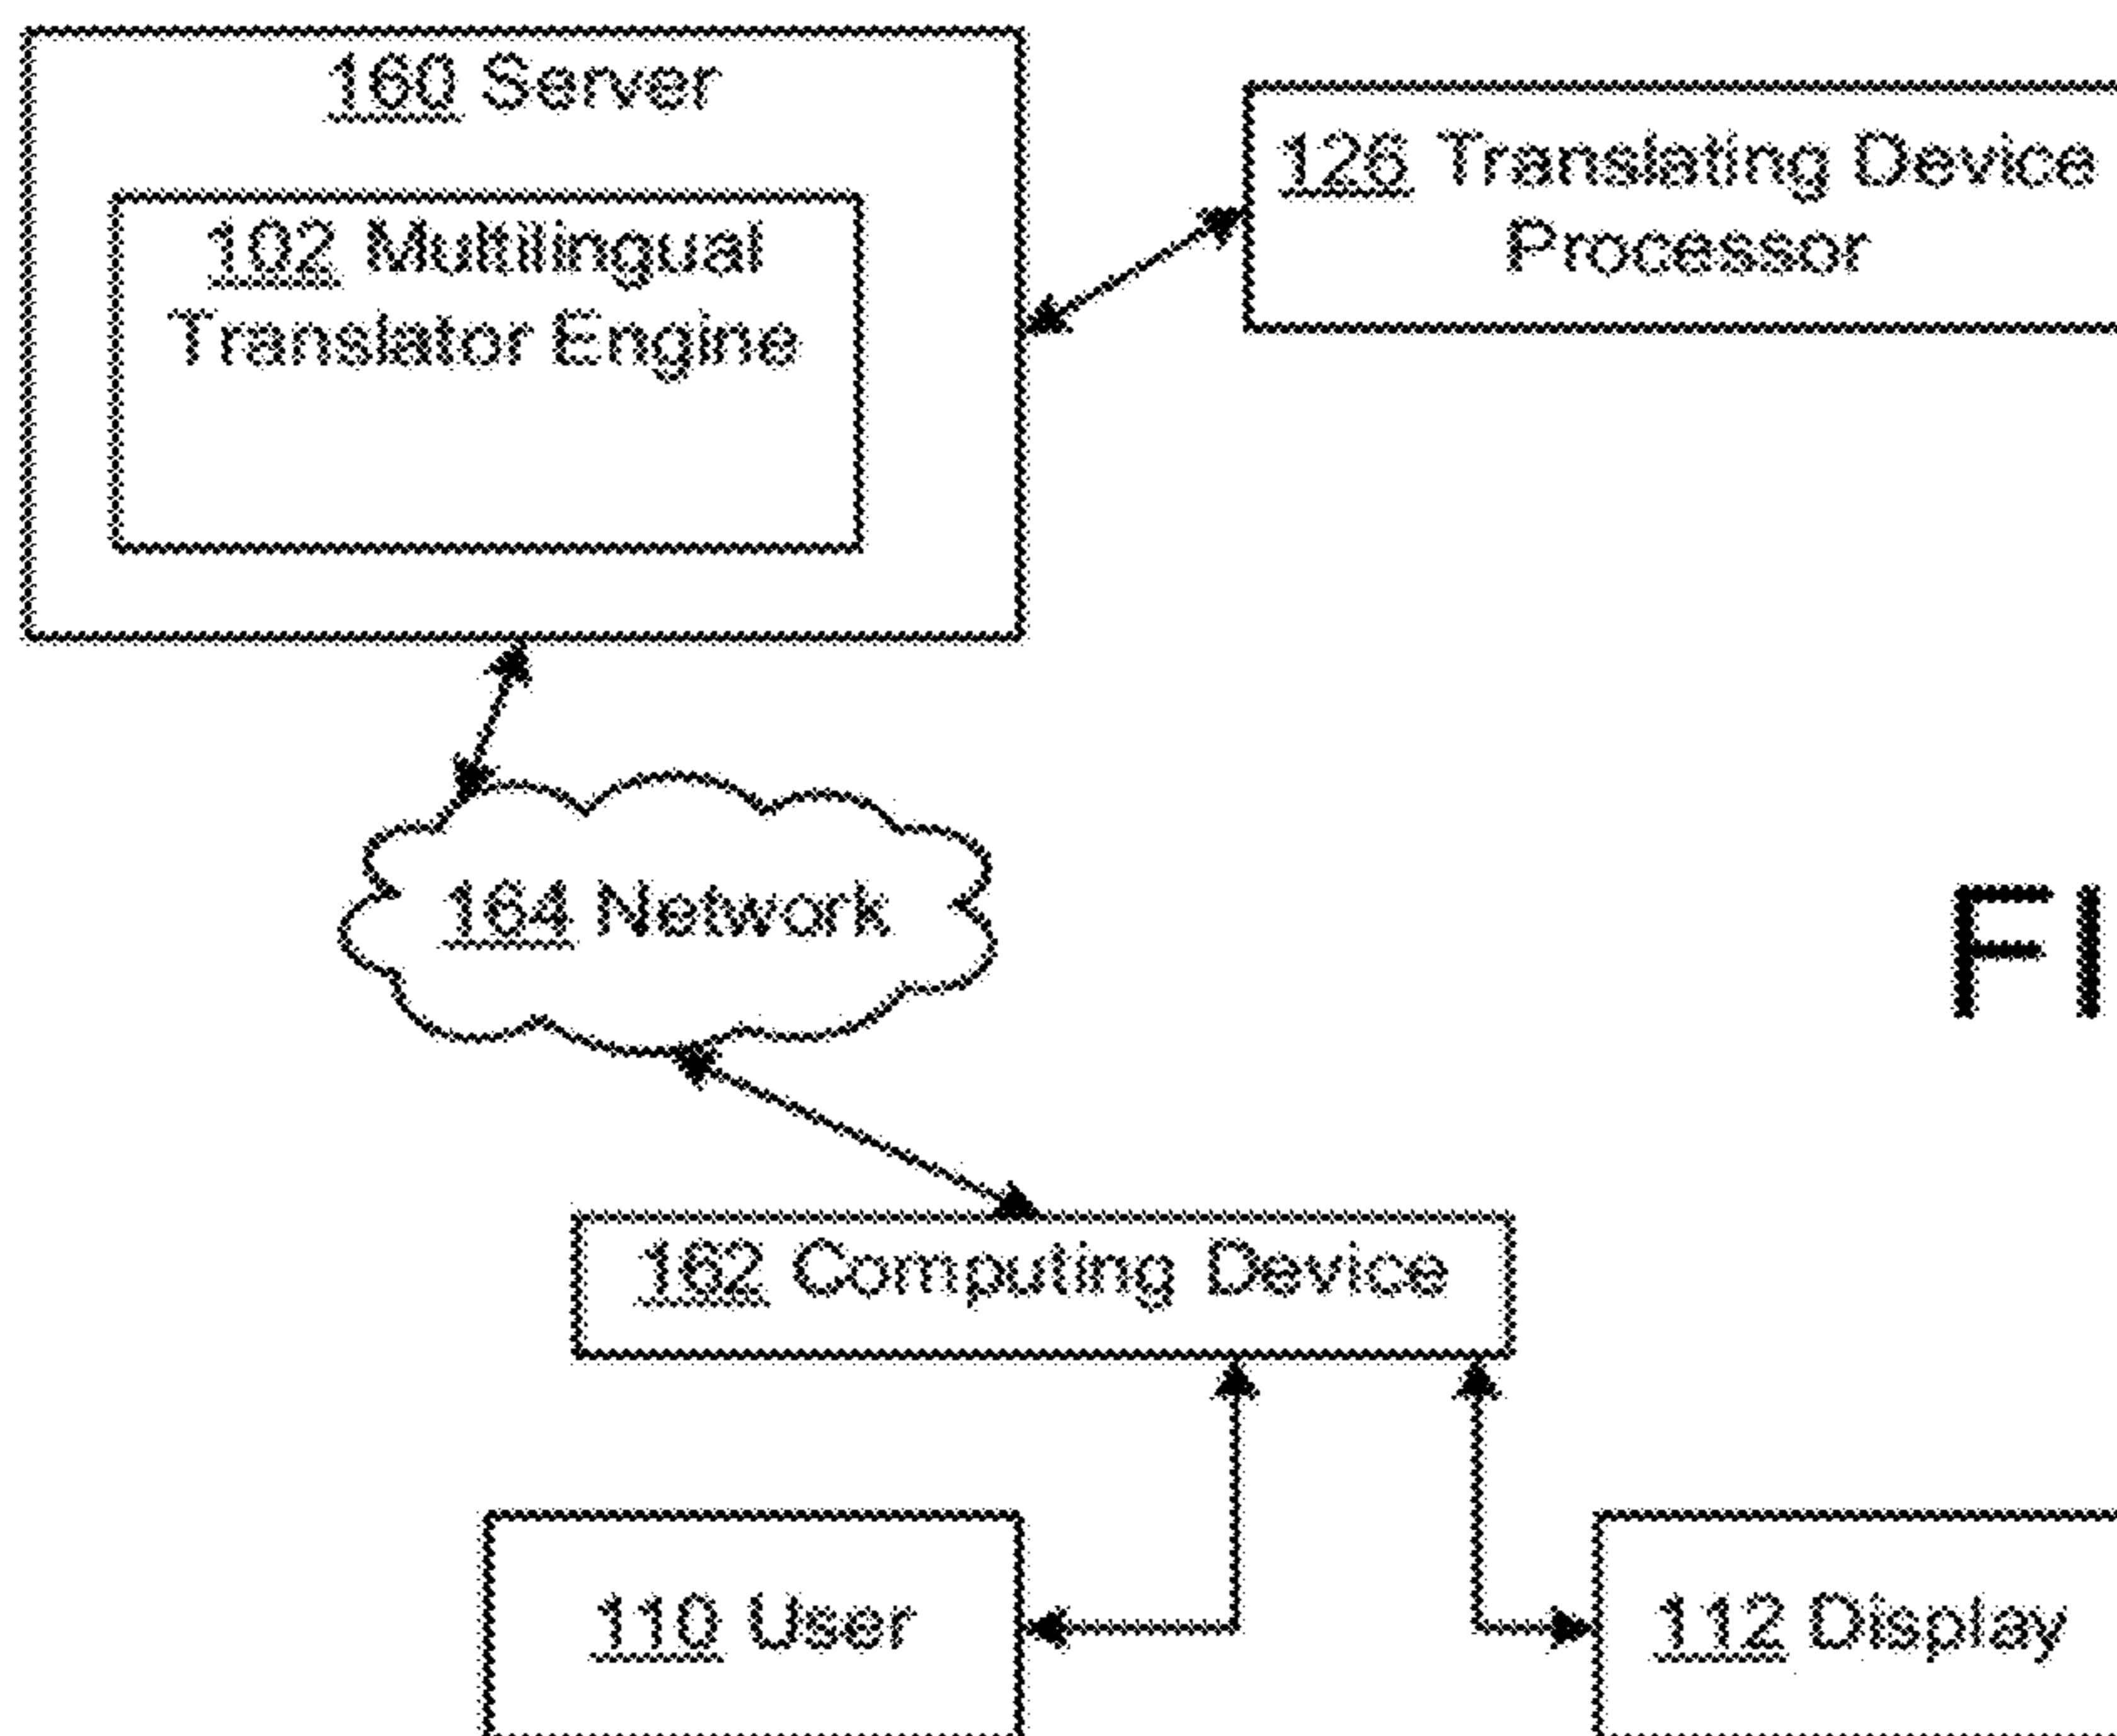 160 Server
126 Translating Device
Processor
102 Multilingual
Translator Engine
164 Network
FI
162 Computing Device
110 User
112 Display